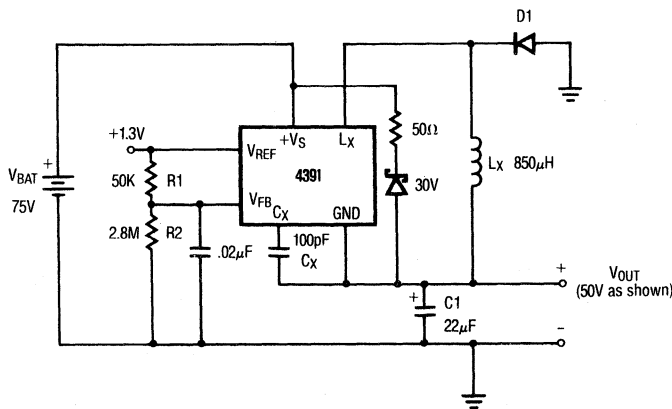 D1
+1.3V
+VS LX
50Ω
VREF
4391
LX 850μH
VBAT
+
75V
50K R1
VFB
CX
GND
30V
2.8M R2
.02μF
100pF
CX
+
VOUT
(50V as shown)
+
C1
22μF
−